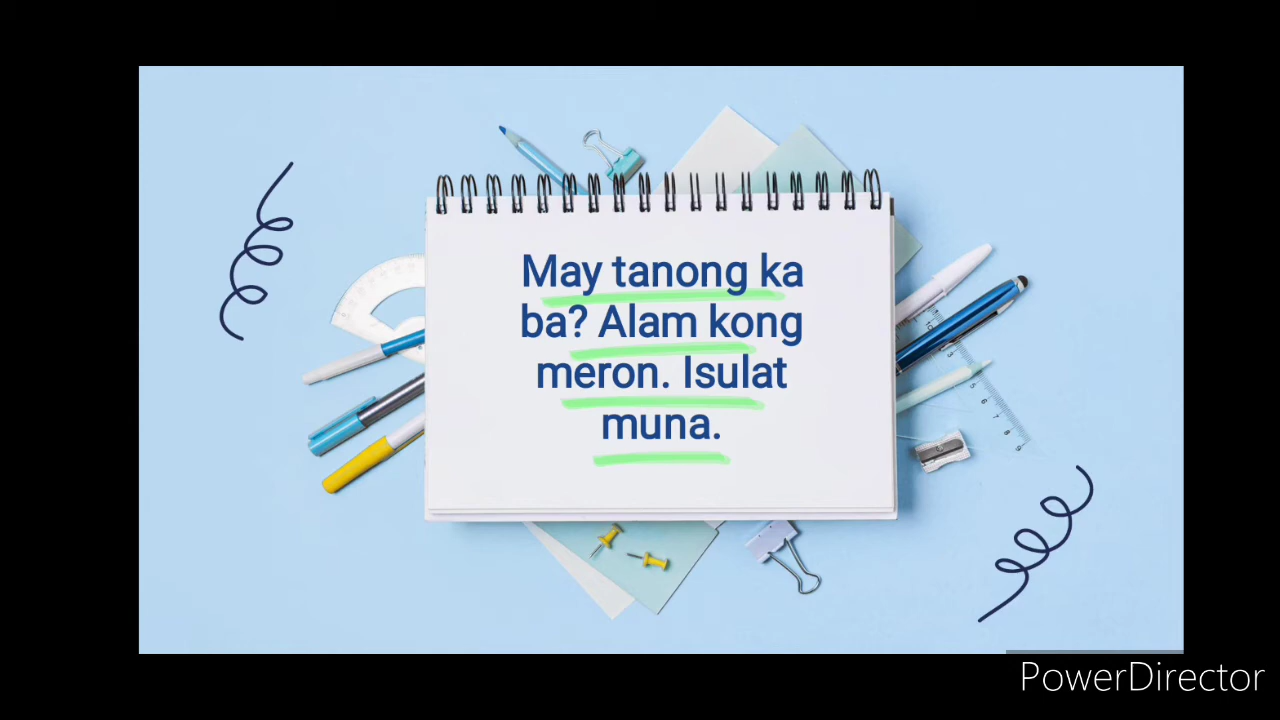 May tanong ka
ba? Alam kong
meron. Isulat
muna.
PowerDirector